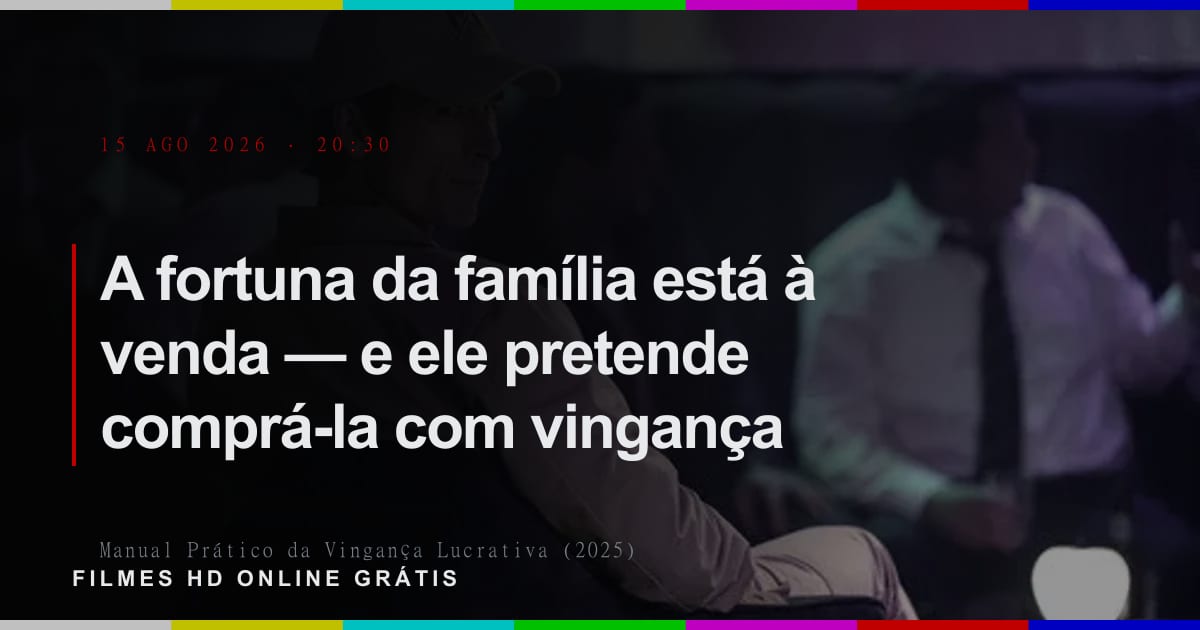 15 AGO 2026 · 20:30
A fortuna da família está à
venda — e ele pretende
comprá-la com vingança
Manual Prático da Vingança Lucrativa (2025)
FILMES HD ONLINE GRÁTIS